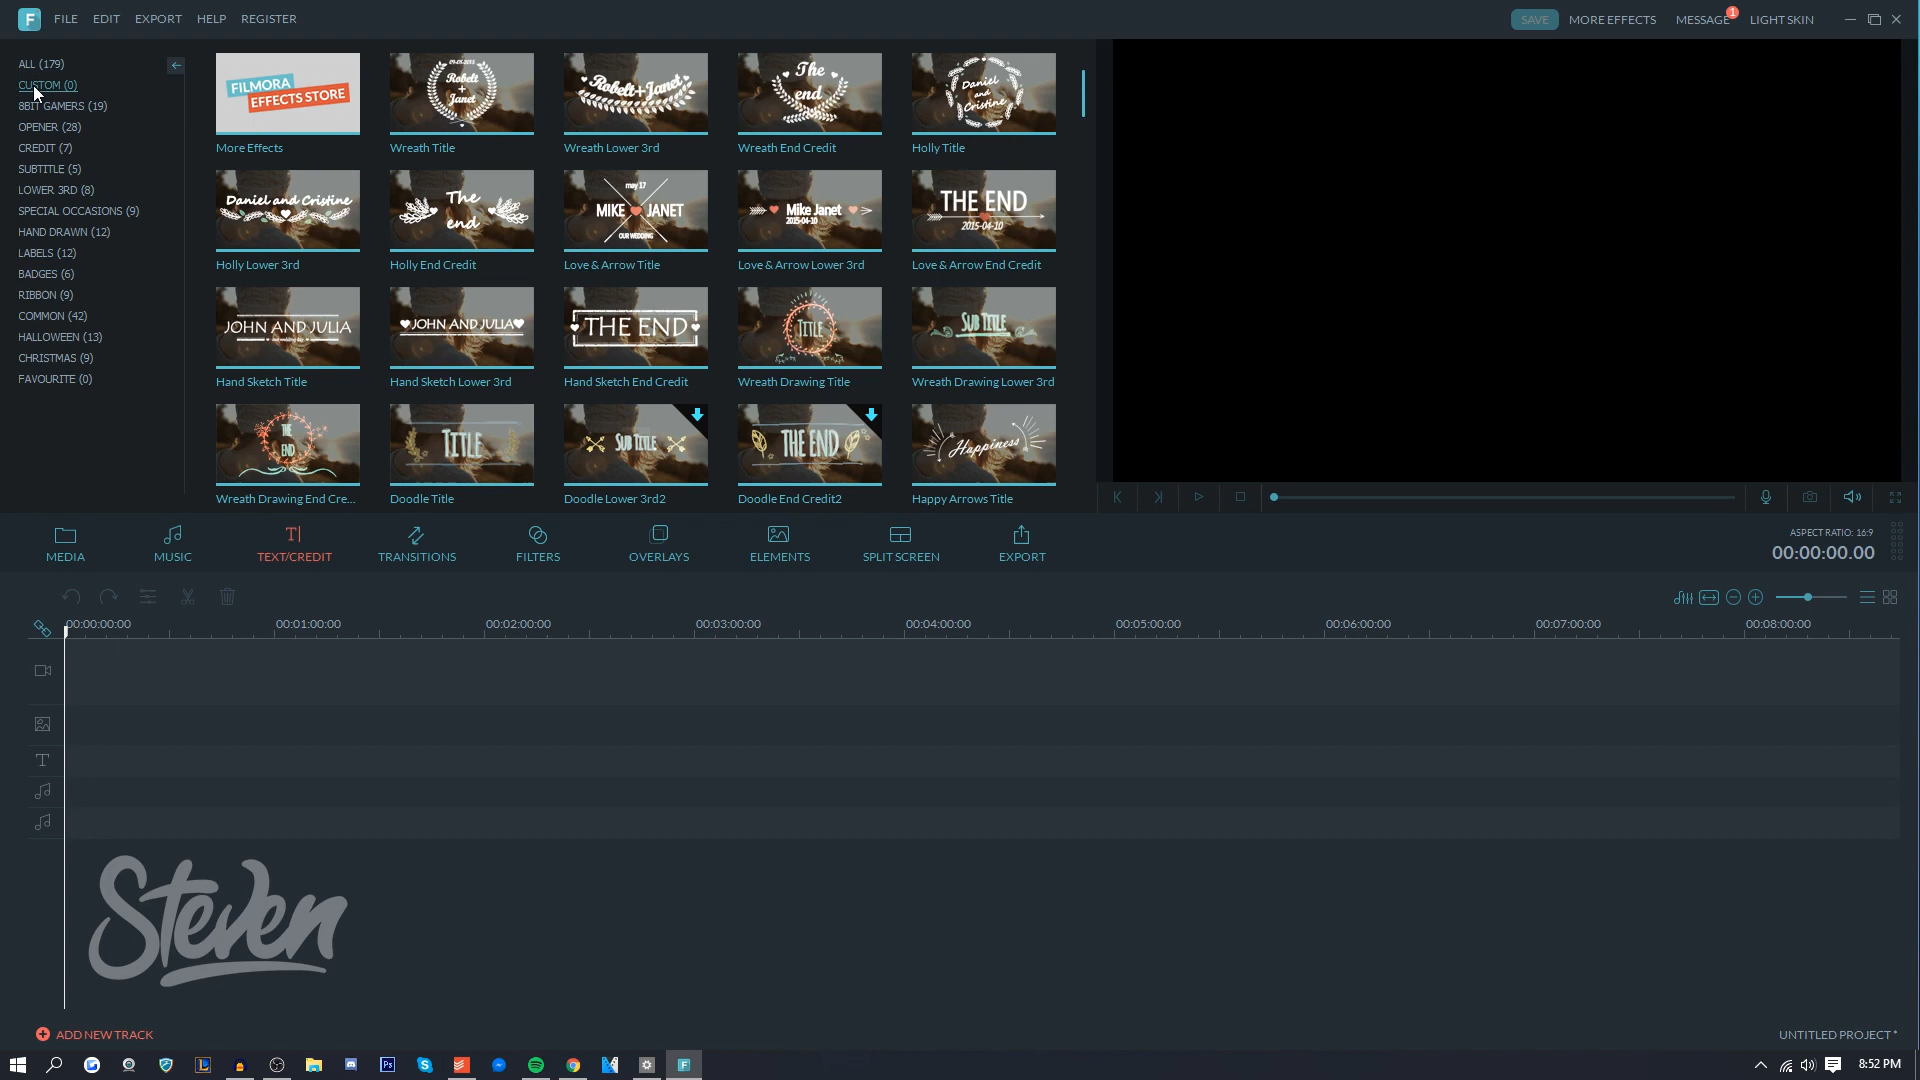 F FILE EDIT EXPORT HELP REGISTER
SAVE MORE EFFECTS MESSAGE 1 LIGHT SKIN
ALL (179)
CUSTOM (0)
8BIT GAMERS (19)
OPENER (28)
CREDIT (7)
SUBTITLE (5)
LOWER 3RD (8)
SPECIAL OCCASIONS (9)
HAND DRAWN (12)
LABELS (12)
BADGES (6)
RIBBON (9)
COMMON (42)
HALLOWEEN (13)
CHRISTMAS (9)
FAVOURITE (0)
FILMORA
EFFECTS STORE
Robelt
+
Janet
Robelt+Janet
The
end
Daniel
and
Cristine
More Effects Wreath Title Wreath Lower 3rd Wreath End Credit Holly Title
Daniel and Cristine
The
end
may 17
MIKE JANET
OUR WEDDING
Mike Janet
2015-04-10
THE END
2015-04-10
Holly Lower 3rd Holly End Credit Love & Arrow Title Love & Arrow Lower 3rd Love & Arrow End Credit
JOHN AND JULIA
JOHN AND JULIA
THE END
TITLE
SUB TITLE
Hand Sketch Title Hand Sketch Lower 3rd Hand Sketch End Credit Wreath Drawing Title Wreath Drawing Lower 3rd
THE
END
TITLE
SUB TITLE
THE END
Happiness
Wreath Drawing End Cre... Doodle Title Doodle Lower 3rd2 Doodle End Credit2 Happy Arrows Title
MEDIA MUSIC TEXT/CREDIT TRANSITIONS FILTERS OVERLAYS ELEMENTS SPLIT SCREEN EXPORT
ASPECT RATIO: 16:9
00:00:00.00
00:00:00:00 00:01:00:00 00:02:00:00 00:03:00:00 00:04:00:00 00:05:00:00 00:06:00:00 00:07:00:00 00:08:00:00
Steven
ADD NEW TRACK
UNTITLED PROJECT *
8:52 PM